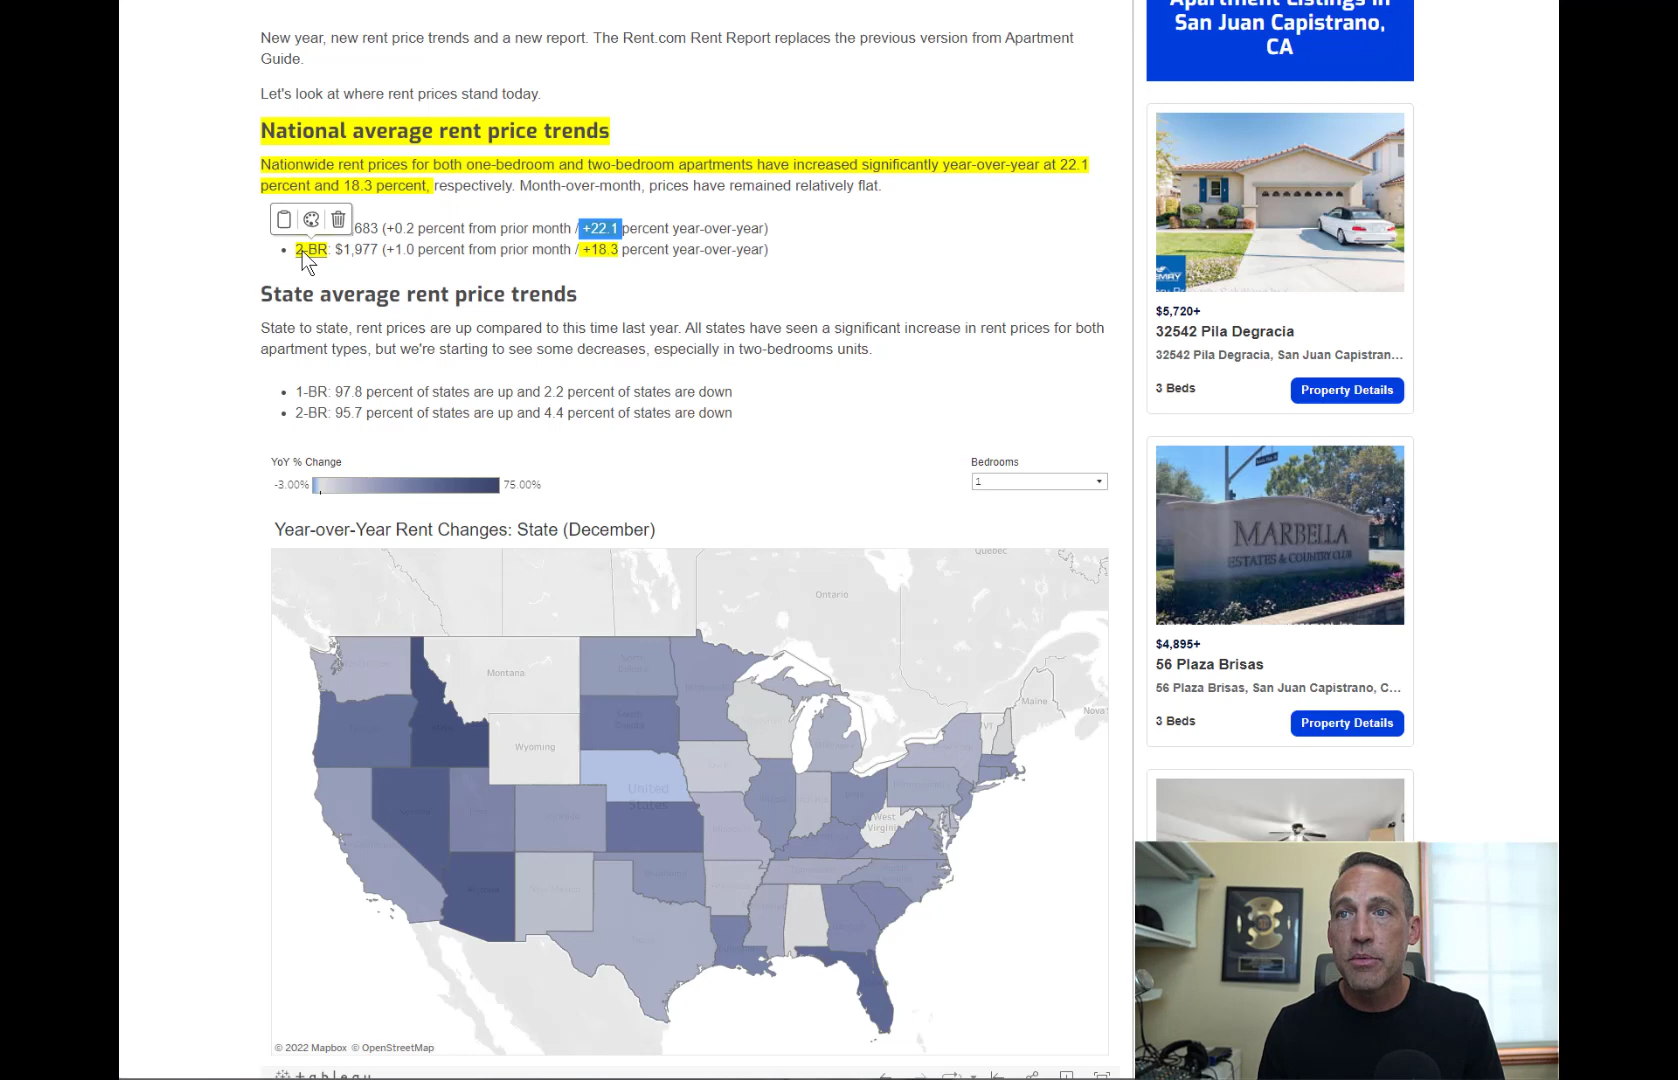 New year, new rent price trends and a new report. The Rent.com Rent Report replaces the previous version from Apartment
Guide.
Let's look at where rent prices stand today.
National average rent price trends
Nationwide rent prices for both one-bedroom and two-bedroom apartments have increased significantly year-over-year at 22.1
percent and 18.3 percent, respectively. Month-over-month, prices have remained relatively flat.
683 (+0.2 percent from prior month / +22.1 percent year-over-year)
2-BR: $1,977 (+1.0 percent from prior month / +18.3 percent year-over-year)
State average rent price trends
State to state, rent prices are up compared to this time last year. All states have seen a significant increase in rent prices for both
apartment types, but we're starting to see some decreases, especially in two-bedrooms units.
1-BR: 97.8 percent of states are up and 2.2 percent of states are down
2-BR: 95.7 percent of states are up and 4.4 percent of states are down
YoY % Change
-3.00% 75.00%
Bedrooms
1
Year-over-Year Rent Changes: State (December)
Quebec
Ontario
Montana
Maine
Nova
VT
Wyoming
United
States
West
Virginia
© 2022 Mapbox © OpenStreetMap
Apartment Listings in
San Juan Capistrano,
CA
$5,720+
32542 Pila Degracia
32542 Pila Degracia, San Juan Capistran...
3 Beds
Property Details
MARBELLA
ESTATES & COUNTRY CLUB
$4,895+
56 Plaza Brisas
56 Plaza Brisas, San Juan Capistrano, C...
3 Beds
Property Details